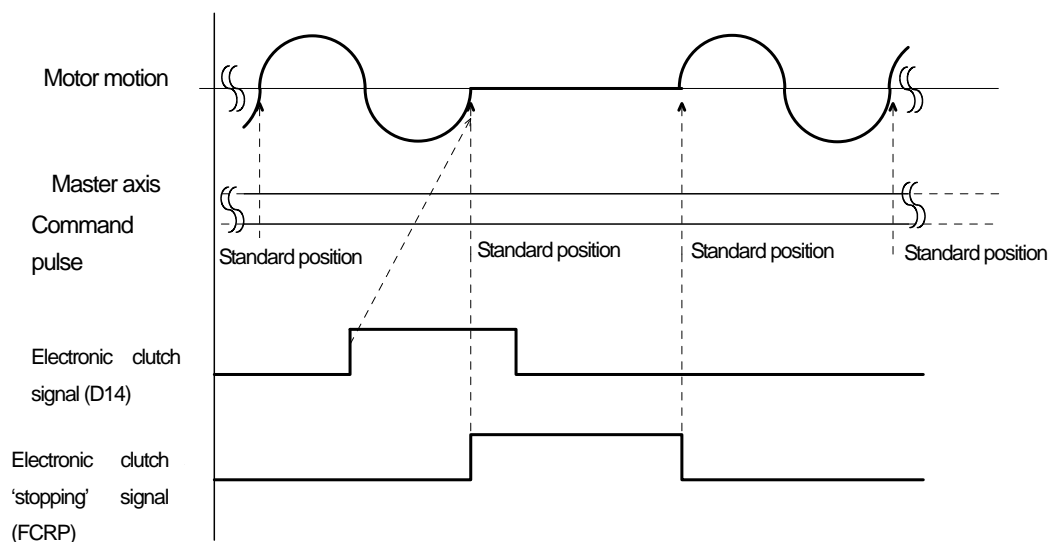 Motor motion
Master axis
Command
pulse
Standard position
Standard position
Standard position
Standard position
Electronic clutch
signal (D14)
Electronic clutch
‘stopping’ signal
(FCRP)